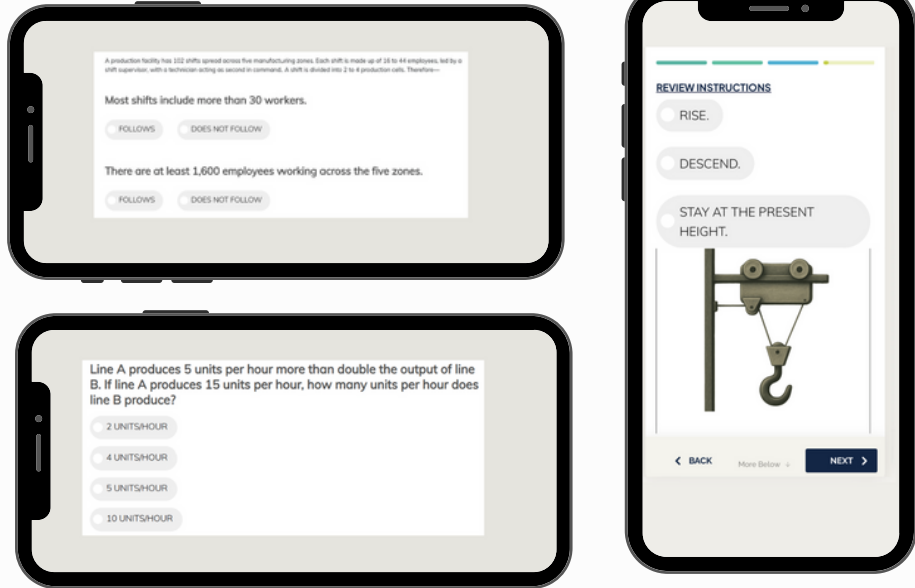 A production facility has 102 shifts spread across five manufacturing zones. Each shift is made up of 16 to 44 employees, led by a
shift supervisor, with a technician acting as second in command. A shift is divided into 2 to 4 production cells. Therefore—
Most shifts include more than 30 workers.
FOLLOWS DOES NOT FOLLOW
There are at least 1,600 employees working across the five zones.
FOLLOWS DOES NOT FOLLOW
Line A produces 5 units per hour more than double the output of line
B. If line A produces 15 units per hour, how many units per hour does
line B produce?
2 UNITS/HOUR
4 UNITS/HOUR
5 UNITS/HOUR
10 UNITS/HOUR
REVIEW INSTRUCTIONS
RISE.
DESCEND.
STAY AT THE PRESENT
HEIGHT.
BACK More Below ↓ NEXT